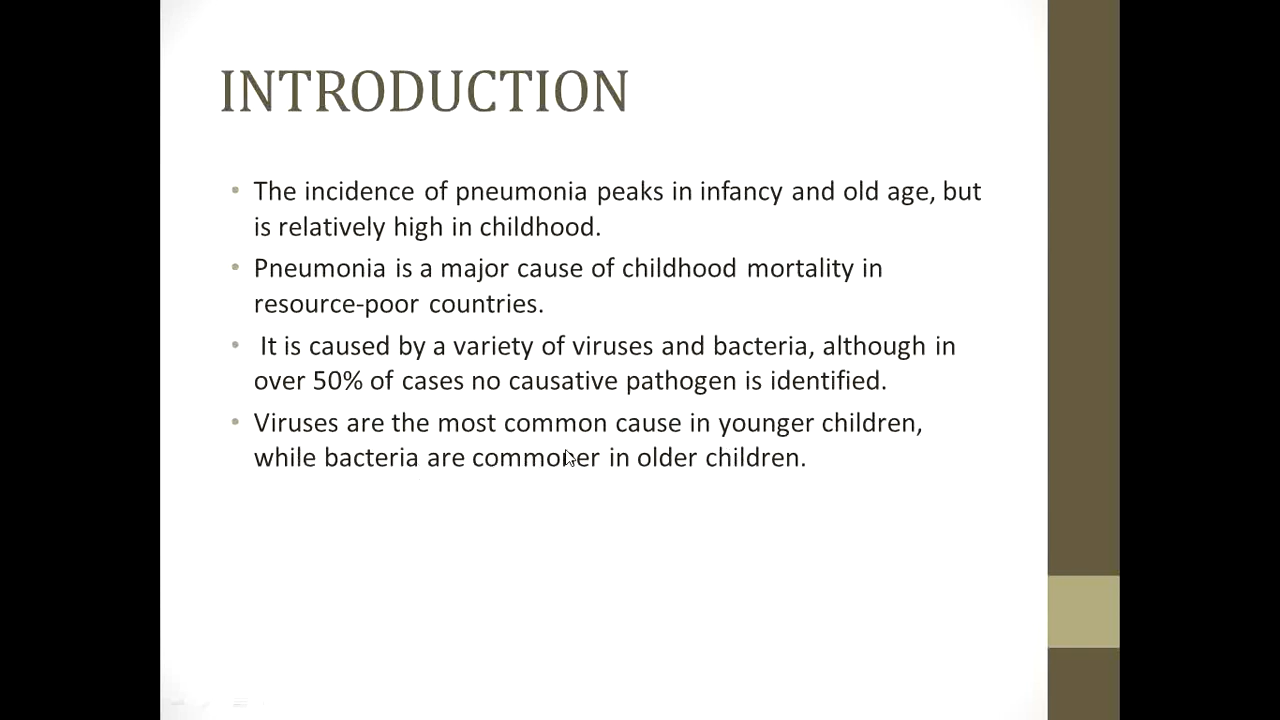 INTRODUCTION
• The incidence of pneumonia peaks in infancy and old age, but
is relatively high in childhood.
• Pneumonia is a major cause of childhood mortality in
resource-poor countries.
• It is caused by a variety of viruses and bacteria, although in
over 50% of cases no causative pathogen is identified.
• Viruses are the most common cause in younger children,
while bacteria are commoner in older children.